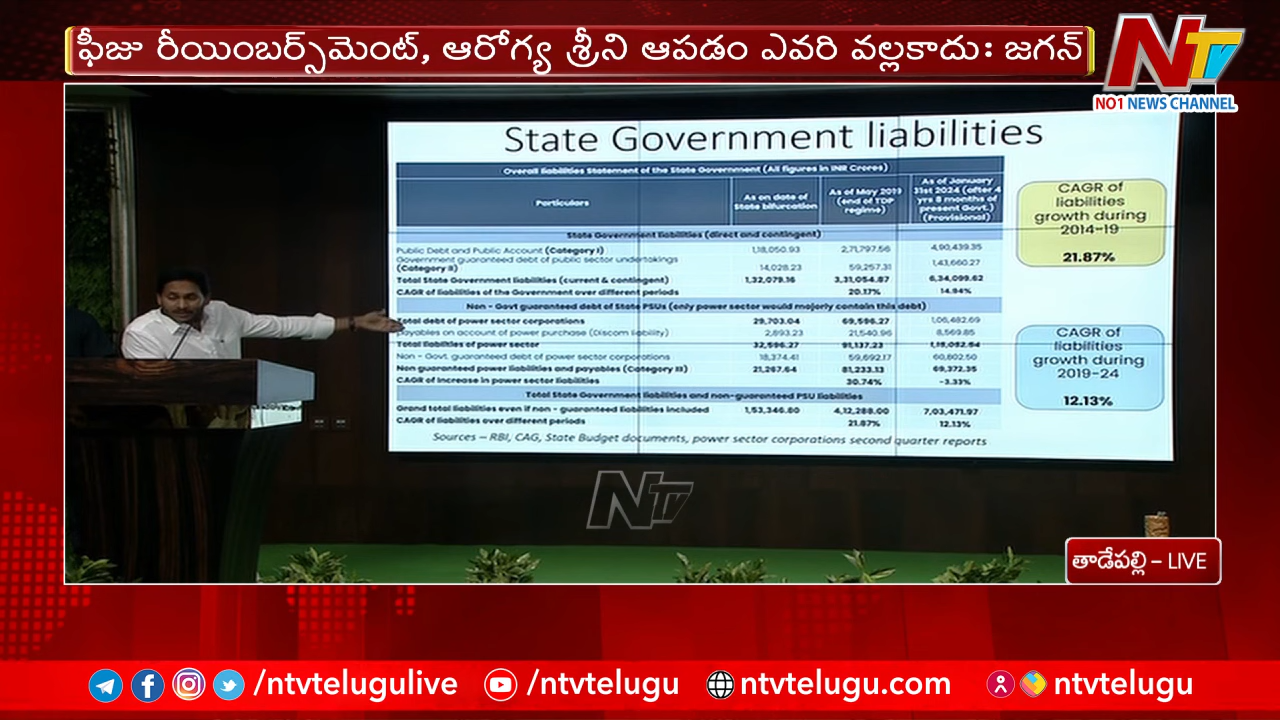 ఫీజు రీయింబర్స్‌మెంట్, ఆరోగ్య శ్రీని ఆపడం ఎవరి వల్లకాదు: జగన్
NTV
NO1 NEWS CHANNEL
State Government liabilities
Overall liabilities Statement of the State Government (All figures in INR Crores)
Particulars
As on date of State bifurcation
As of May 2019 (end of TDP regime)
As of January 31st 2024 (after 4 yrs 8 months of present Govt.) (Provisional)
State Government liabilities (direct and contingent)
Public Debt and Public Account (Category I) 1,18,050.93 2,71,797.56 4,90,439.35
Government guaranteed debt of public sector undertakings (Category II) 14,028.23 59,257.31 1,43,660.27
Total State Government liabilities (current & contingent) 1,32,079.16 3,31,054.87 6,34,099.62
CAGR of liabilities of the Government over different periods 20.17% 14.94%
Non - Govt guaranteed debt of State PSUs (only power sector would majorly contain this debt)
Total debt of power sector corporations 29,703.04 69,596.27 1,06,482.69
Payables on account of power purchase (Discom liability) 2,893.23 21,540.96 8,569.85
Total liabilities of power sector 32,596.27 91,137.23
Non - Govt. guaranteed debt of power sector corporations 18,374.41 59,692.17 60,802.50
Non guaranteed power liabilities and payables (Category III) 21,267.64 81,233.13 69,372.35
CAGR of Increase in power sector liabilities 30.74% -3.33%
Total State Government liabilities and non-guaranteed PSU liabilities
Grand total liabilities even if non - guaranteed liabilities included 1,53,346.80 4,12,288.00 7,03,471.97
CAGR of liabilities over different periods 21.87% 12.13%
Sources – RBI, CAG, State Budget documents, power sector corporations second quarter reports
CAGR of
liabilities
growth during
2014-19
21.87%
CAGR of
liabilities
growth during
2019-24
12.13%
NTV
తాడేపల్లి – LIVE
/ntvtelugulive
/ntvtelugu
ntvtelugu.com
ntvtelugu